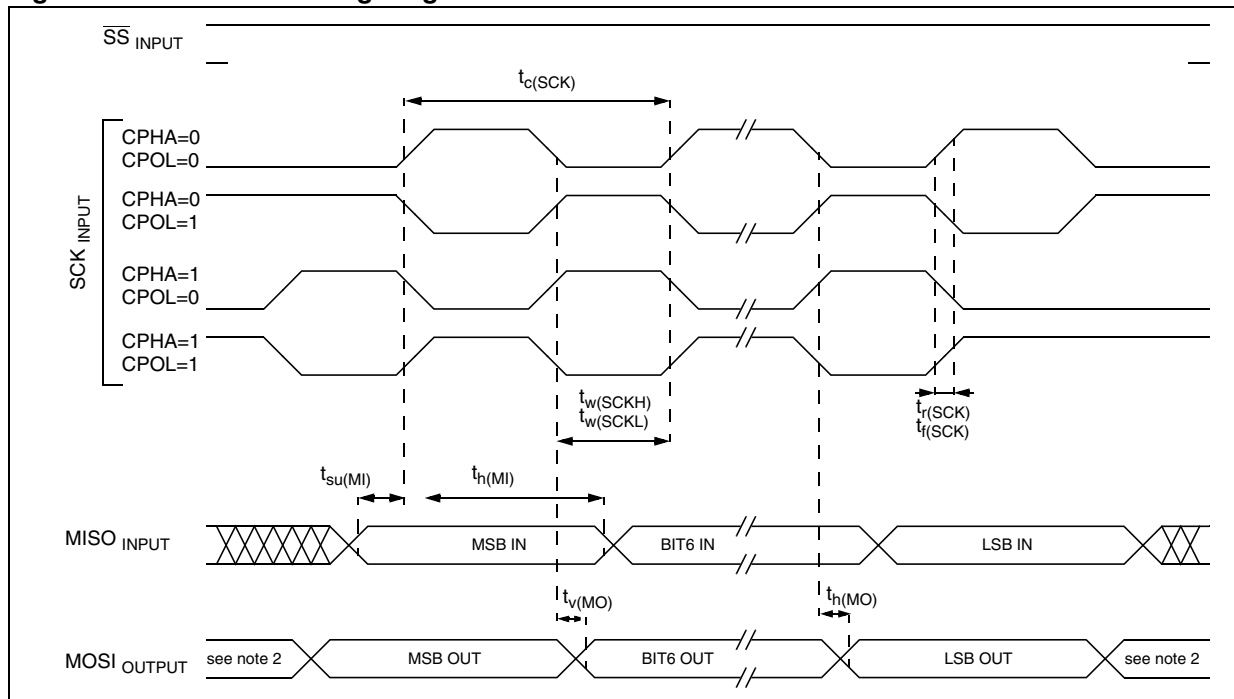 SS INPUT
tc(SCK)
CPHA=0
CPOL=0
CPHA=0
CPOL=1
SCK INPUT
CPHA=1
CPOL=0
CPHA=1
CPOL=1
tw(SCKH)
tw(SCKL)
tr(SCK)
tf(SCK)
tsu(MI)
th(MI)
MISO INPUT
MSB IN
BIT6 IN
LSB IN
tv(MO)
th(MO)
MOSI OUTPUT
see note 2
MSB OUT
BIT6 OUT
LSB OUT
see note 2